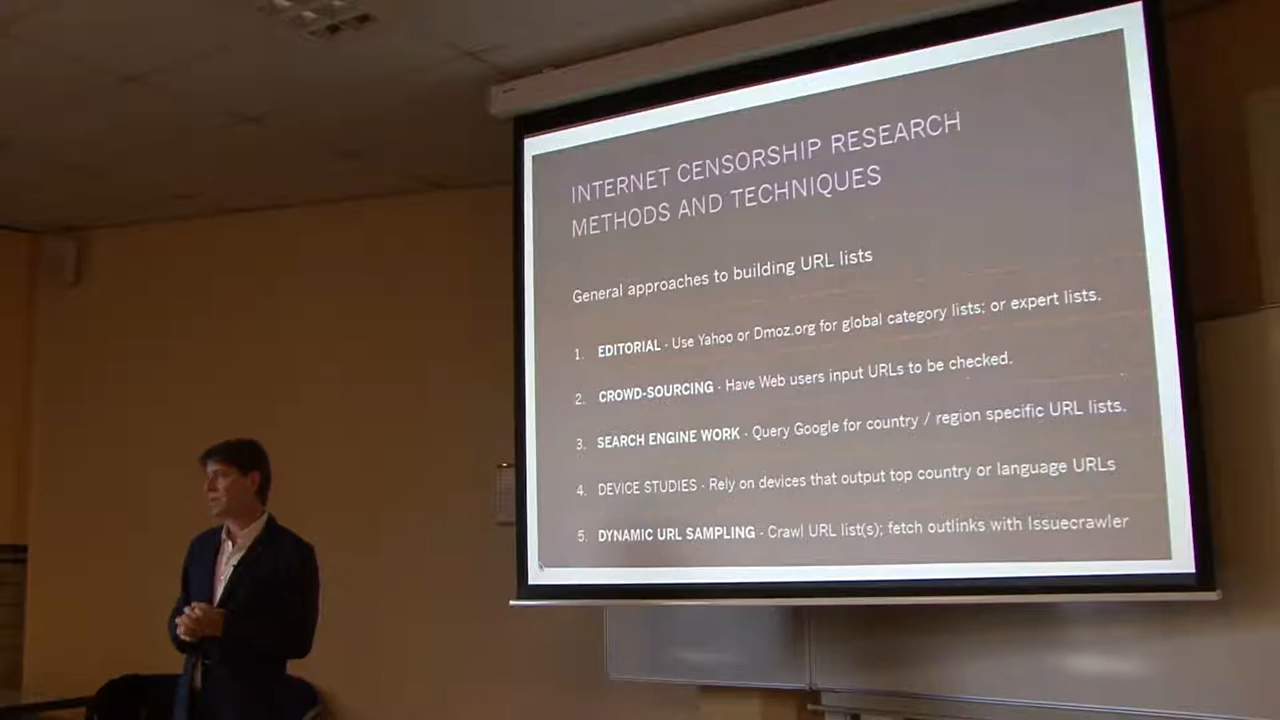 INTERNET CENSORSHIP RESEARCH
METHODS AND TECHNIQUES
General approaches to building URL lists
1. EDITORIAL - Use Yahoo or Dmoz.org for global category lists; or expert lists.
2. CROWD-SOURCING - Have Web users input URLs to be checked.
3. SEARCH ENGINE WORK - Query Google for country / region specific URL lists.
4. DEVICE STUDIES - Rely on devices that output top country or language URLs
5. DYNAMIC URL SAMPLING - Crawl URL list(s); fetch outlinks with Issuecrawler